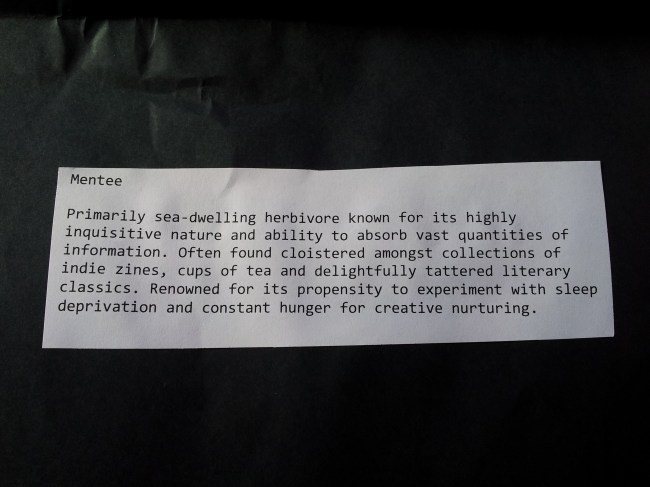 Mentee
Primarily sea-dwelling herbivore known for its highly
inquisitive nature and ability to absorb vast quantities of
information. Often found cloistered amongst collections of
indie zines, cups of tea and delightfully tattered literary
classics. Renowned for its propensity to experiment with sleep
deprivation and constant hunger for creative nurturing.